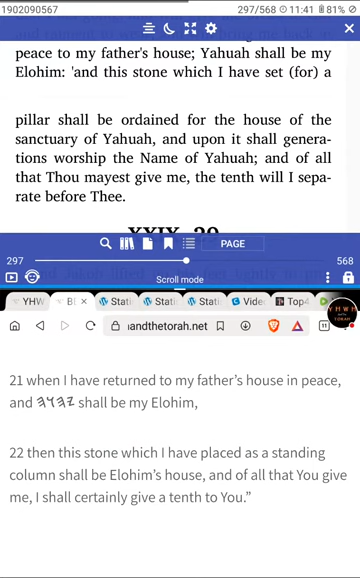 1902090567 297/568 11:41 81%
peace to my father's house; Yahuah shall be my
Elohim: 'and this stone which I have set (for) a
pillar shall be ordained for the house of the
sanctuary of Yahuah, and upon it shall genera-
tions worship the Name of Yahuah; and of all
that Thou mayest give me, the tenth will I sepa-
rate before Thee.
XXIX 29
PAGE
297 568
Scroll mode
YHW Stati Stati Stati Vide Top4
YHWH
TORAH
andthetorah.net
21 when I have returned to my father’s house in peace,
and 𐤉𐤄𐤅𐤄 shall be my Elohim,
22 then this stone which I have placed as a standing
column shall be Elohim’s house, and of all that You give
me, I shall certainly give a tenth to You.”